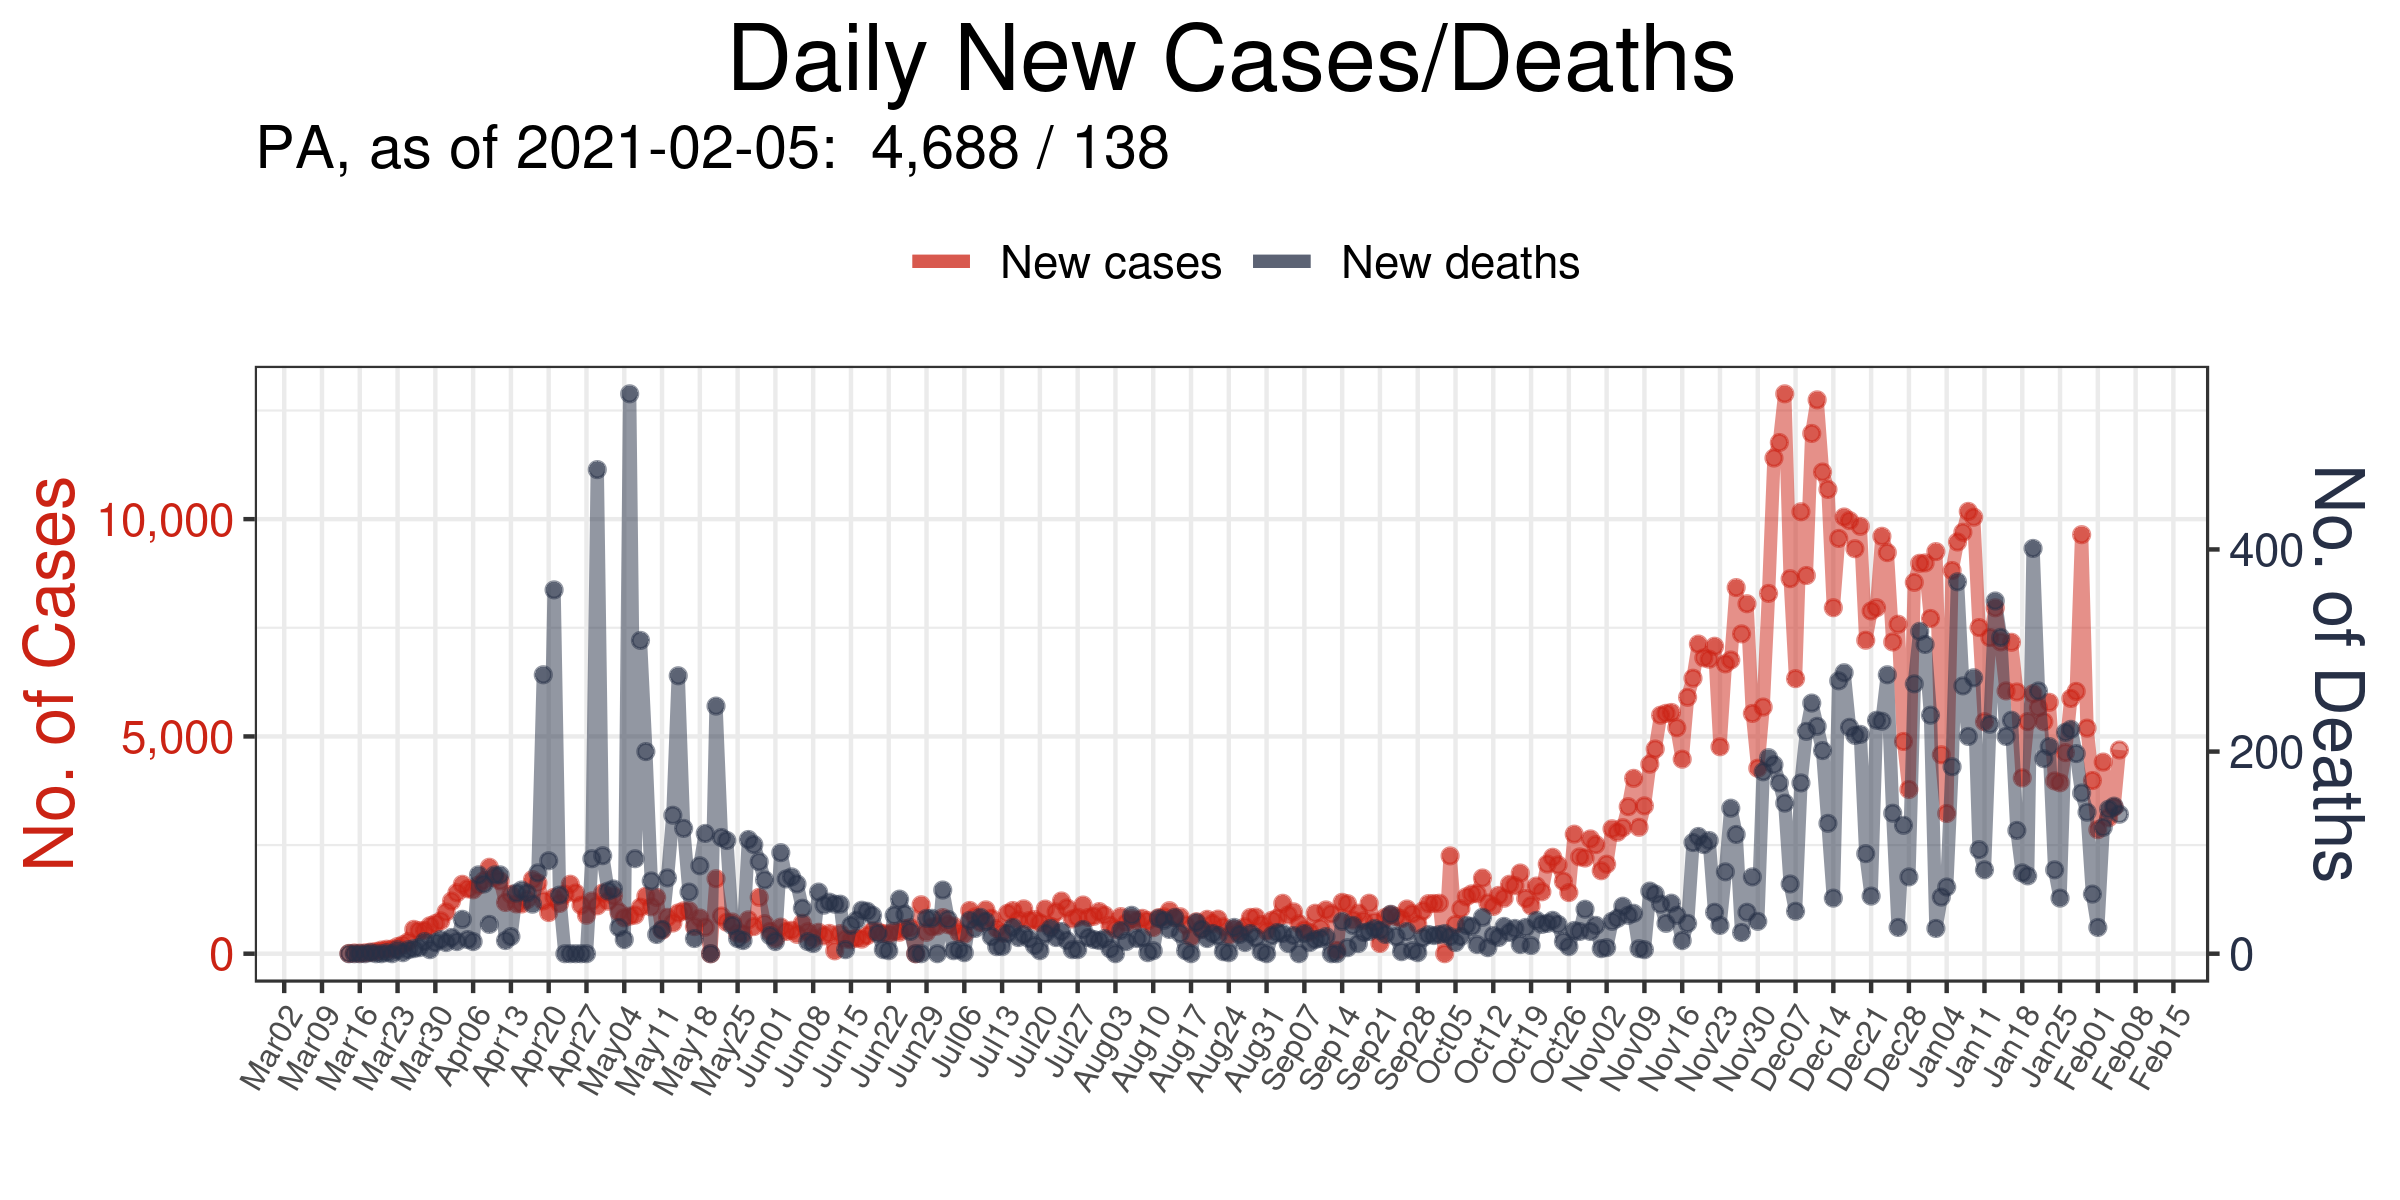 Daily New Cases/Deaths
PA, as of 2021-02-05:  4,688 / 138
New cases New deaths
No. of Cases
10,000
5,000
0
400
200
0
No. of Deaths
Mar02 Mar09 Mar16 Mar23 Mar30 Apr06 Apr13 Apr20 Apr27 May04 May11 May18 May25 Jun01 Jun08 Jun15 Jun22 Jun29 Jul06 Jul13 Jul20 Jul27 Aug03 Aug10 Aug17 Aug24 Aug31 Sep07 Sep14 Sep21 Sep28 Oct05 Oct12 Oct19 Oct26 Nov02 Nov09 Nov16 Nov23 Nov30 Nov07 Dec14 Dec21 Dec28 Dec04 Jan11 Jan18 Jan25 Feb01 Feb08 Feb15